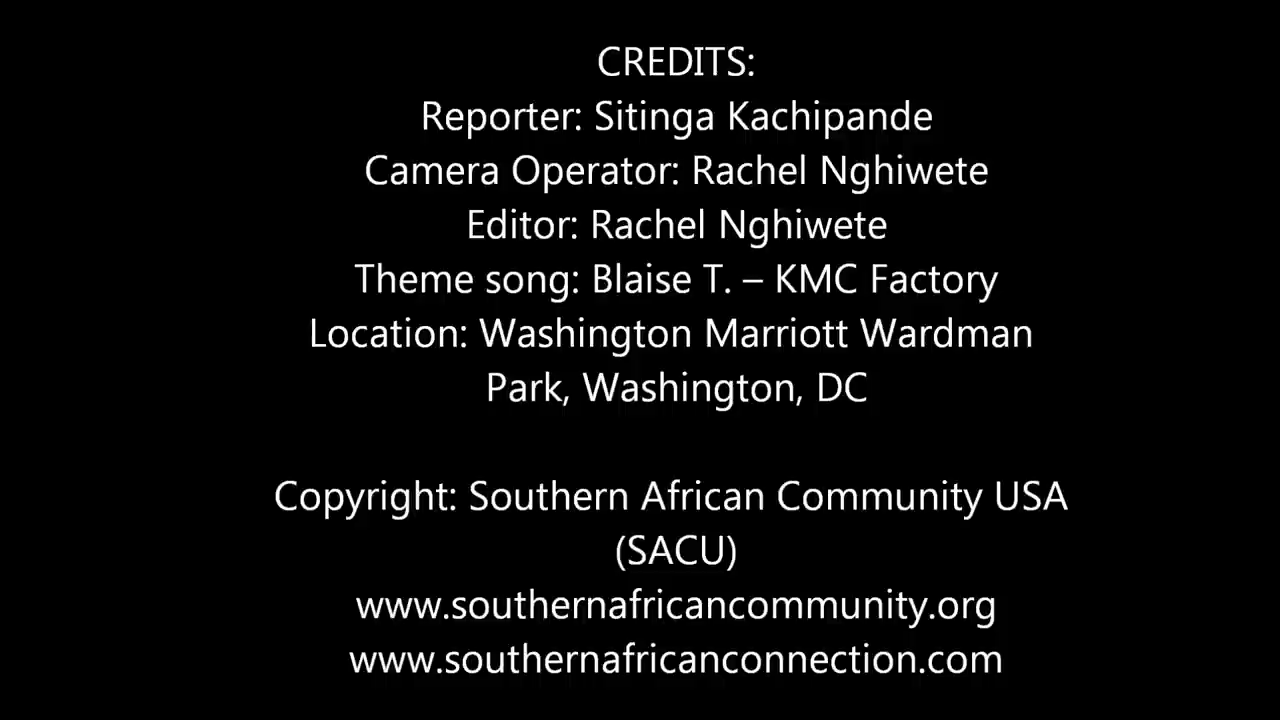 CREDITS:
Reporter: Sitinga Kachipande
Camera Operator: Rachel Nghiwete
Editor: Rachel Nghiwete
Theme song: Blaise T. – KMC Factory
Location: Washington Marriott Wardman
Park, Washington, DC
Copyright: Southern African Community USA
(SACU)
www.southernafricancommunity.org
www.southernafricanconnection.com